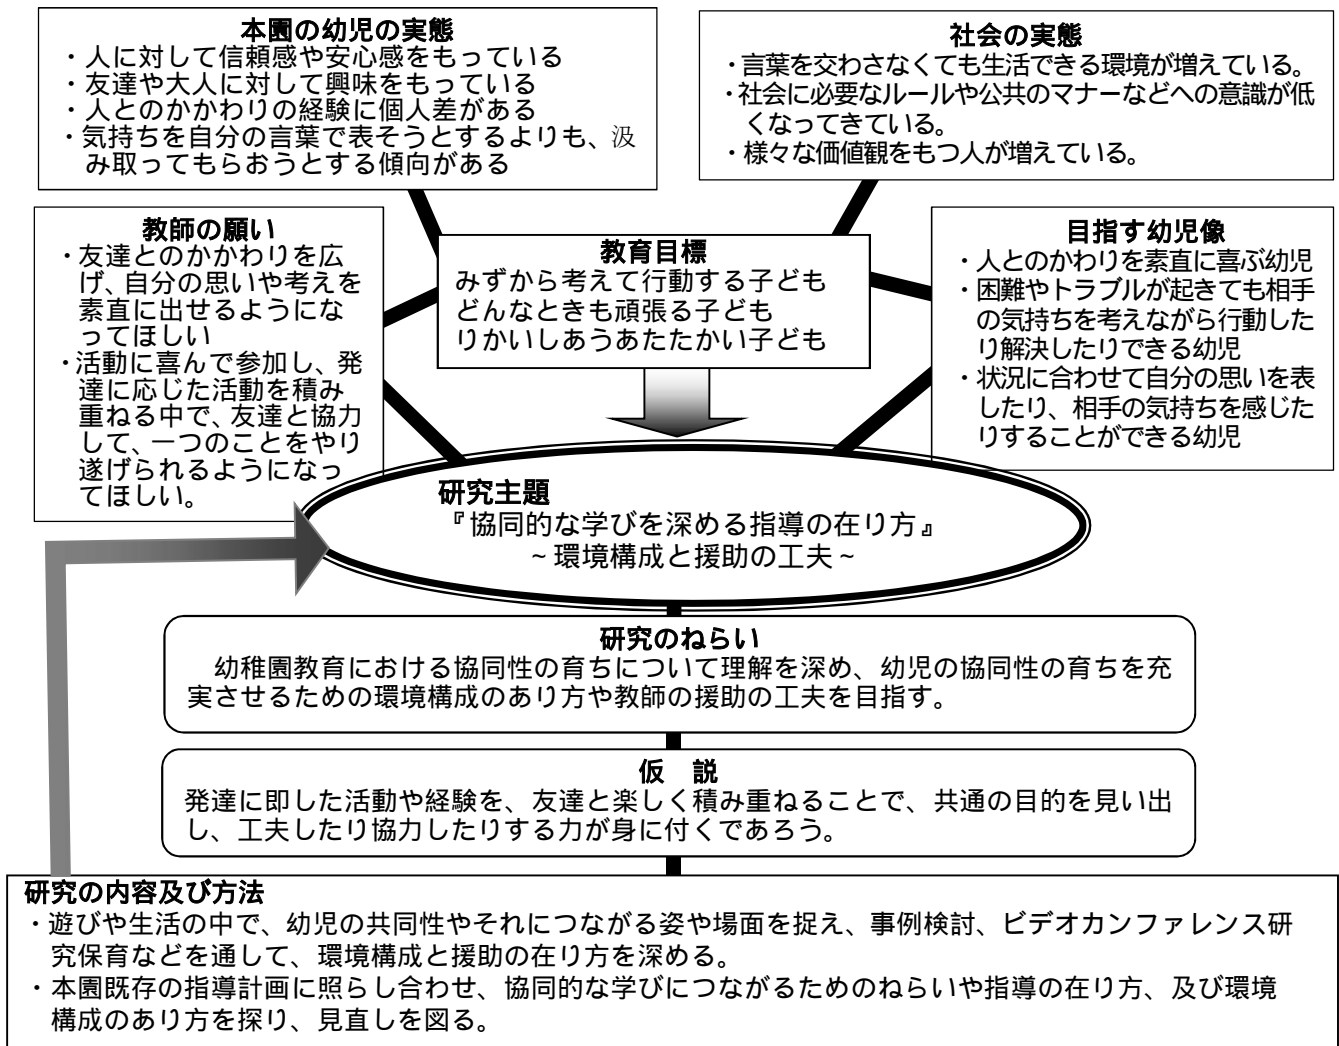 本園の幼児の実態
・人に対して信頼感や安心感をもっている
・友達や大人に対して興味をもっている
・人とのかかわりの経験に個人差がある
・気持ちを自分の言葉で表そうとするよりも、汲
み取ってもらおうとする傾向がある
社会の実態
・言葉を交わさなくても生活できる環境が増えている。
・社会に必要なルールや公共のマナーなどへの意識が低
くなってきている。
・様々な価値観をもつ人が増えている。
教師の願い
・友達とのかかわりを広
げ、自分の思いや考えを
素直に出せるようにな
ってほしい
・活動に喜んで参加し、発
達に応じた活動を積み
重ねる中で、友達と協力
して、一つのことをやり
遂げられるようになっ
てほしい。
教育目標
みずから考えて行動する子ども
どんなときも頑張る子ども
りかいしあうあたたかい子ども
目指す幼児像
・人とのかわりを素直に喜ぶ幼児
・困難やトラブルが起きても相手
の気持ちを考えながら行動した
り解決したりできる幼児
・状況に合わせて自分の思いを表
したり、相手の気持ちを感じた
りすることができる幼児
研究主題
『協同的な学びを深める指導の在り方』
~環境構成と援助の工夫~
研究のねらい
幼稚園教育における協同性の育ちについて理解を深め、幼児の協同性の育ちを充
実させるための環境構成のあり方や教師の援助の工夫を目指す。
仮　説
発達に即した活動や経験を、友達と楽しく積み重ねることで、共通の目的を見い出
し、工夫したり協力したりする力が身に付くであろう。
研究の内容及び方法
・遊びや生活の中で、幼児の共同性やそれにつながる姿や場面を捉え、事例検討、ビデオカンファレンス研
究保育などを通して、環境構成と援助の在り方を深める。
・本園既存の指導計画に照らし合わせ、協同的な学びにつながるためのねらいや指導の在り方、及び環境
構成のあり方を探り、見直しを図る。